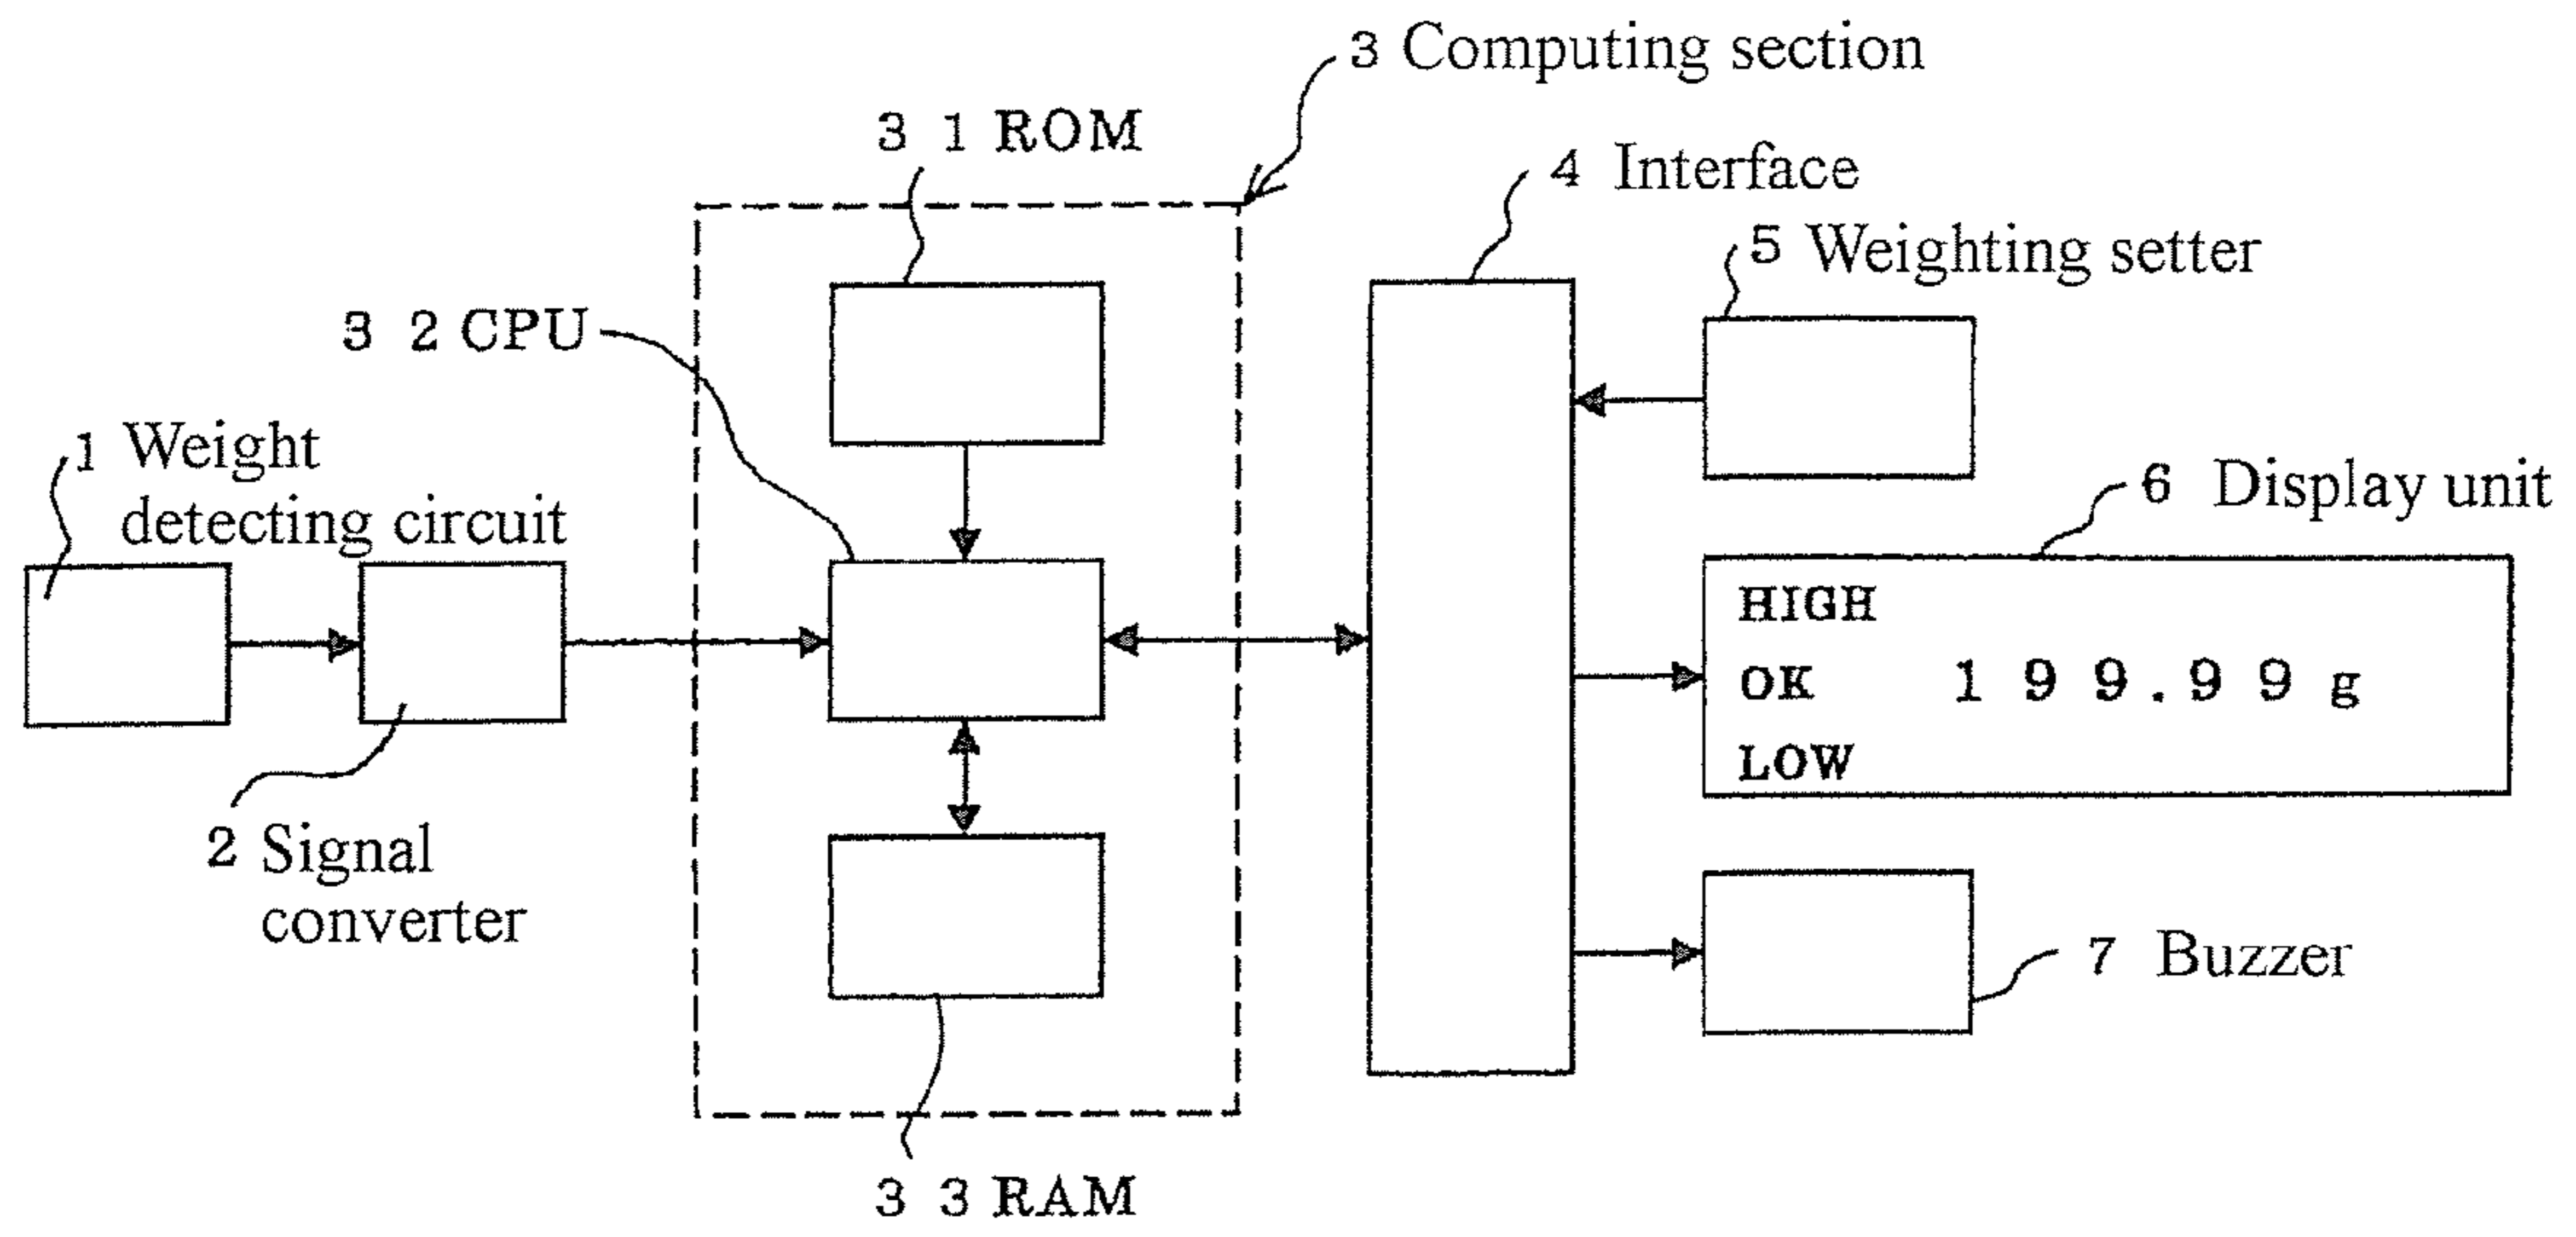 3 Computing section
3 1 ROM
4 Interface
5 Weighting setter
3 2 CPU
1 Weight
detecting circuit
6 Display unit
HIGH
OK 1 9 9 . 9 9 g
LOW
2 Signal
converter
7 Buzzer
3 3 RAM